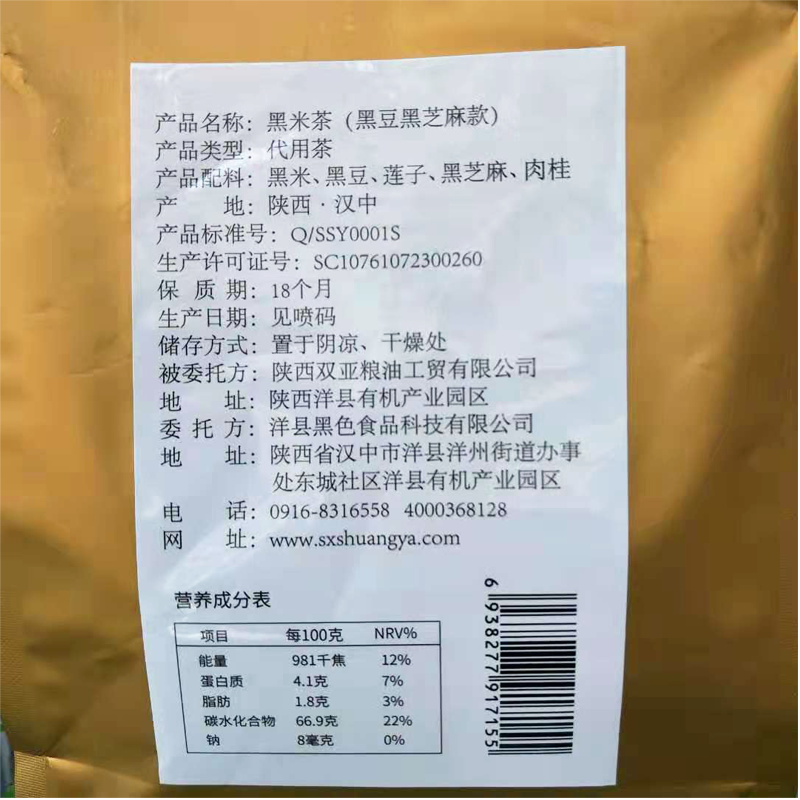 产品名称：黑米茶（黑豆黑芝麻款）
产品类型：代用茶
产品配料：黑米、黑豆、莲子、黑芝麻、肉桂
产 地：陕西·汉中
产品标准号：Q/SSY0001S
生产许可证号：SC10761072300260
保 质 期：18个月
生产日期：见喷码
储存方式：置于阴凉、干燥处
被委托方：陕西双亚粮油工贸有限公司
地 址：陕西洋县有机产业园区
委 托 方：洋县黑色食品科技有限公司
地 址：陕西省汉中市洋县洋州街道办事
处东城社区洋县有机产业园区
电 话：0916-8316558 4000368128
网 址：www.sxshuangya.com
营养成分表
项目 每100克 NRV%
能量 981千焦 12%
蛋白质 4.1克 7%
脂肪 1.8克 3%
碳水化合物 66.9克 22%
钠 8毫克 0%
6938277917155